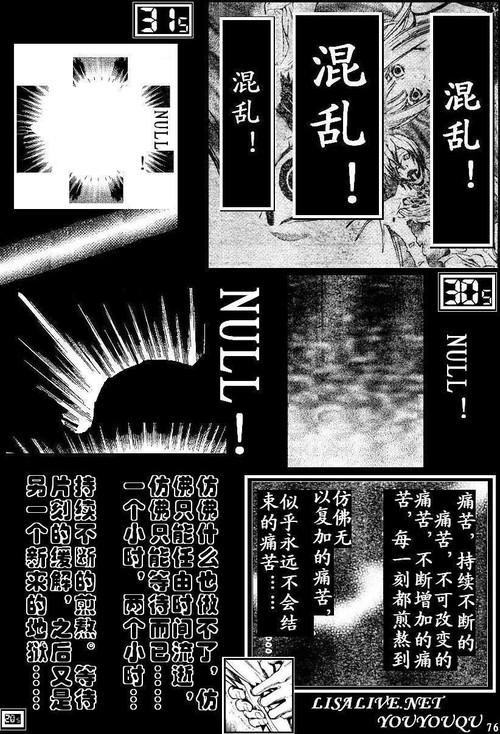 混乱！
混乱！
混乱！
31
NULL！
30
NULL！
NULL！
痛苦，持续不断的
痛苦，不可改变的
痛苦，不断增加的痛
苦，每一刻都煎熬到
仿佛无
以复加的痛苦，
似乎永远不会结
束的痛苦……
仿佛什么也做不了，仿
佛只能任由时间流逝，
仿佛只能等待而已……
一个小时，两个小时
持续不断的煎熬。等待
片刻的缓解，之后又是
另一个新来的地狱……
LISALIVE.NET
YOUYOUQU
76